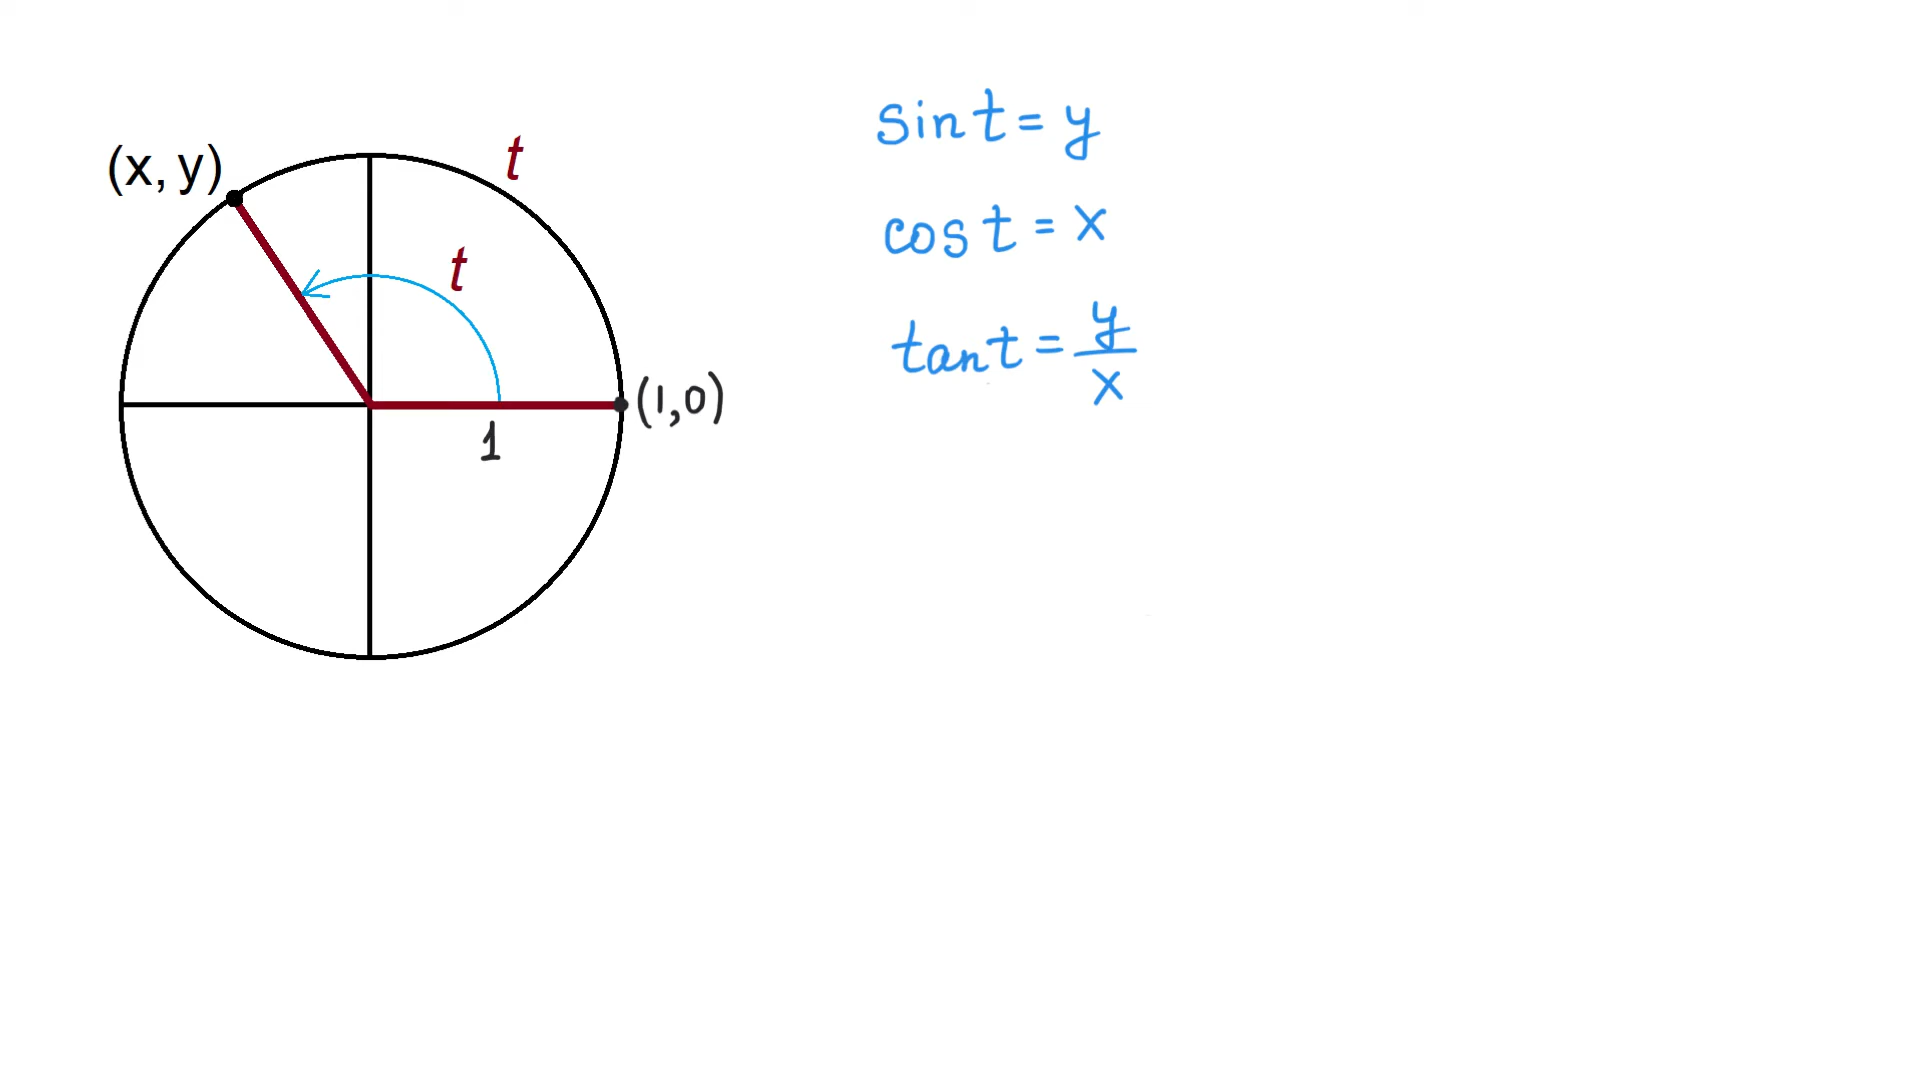 (x, y)
t
t
(1,0)
1
sin t = y
cos t = x
tan t = y/x